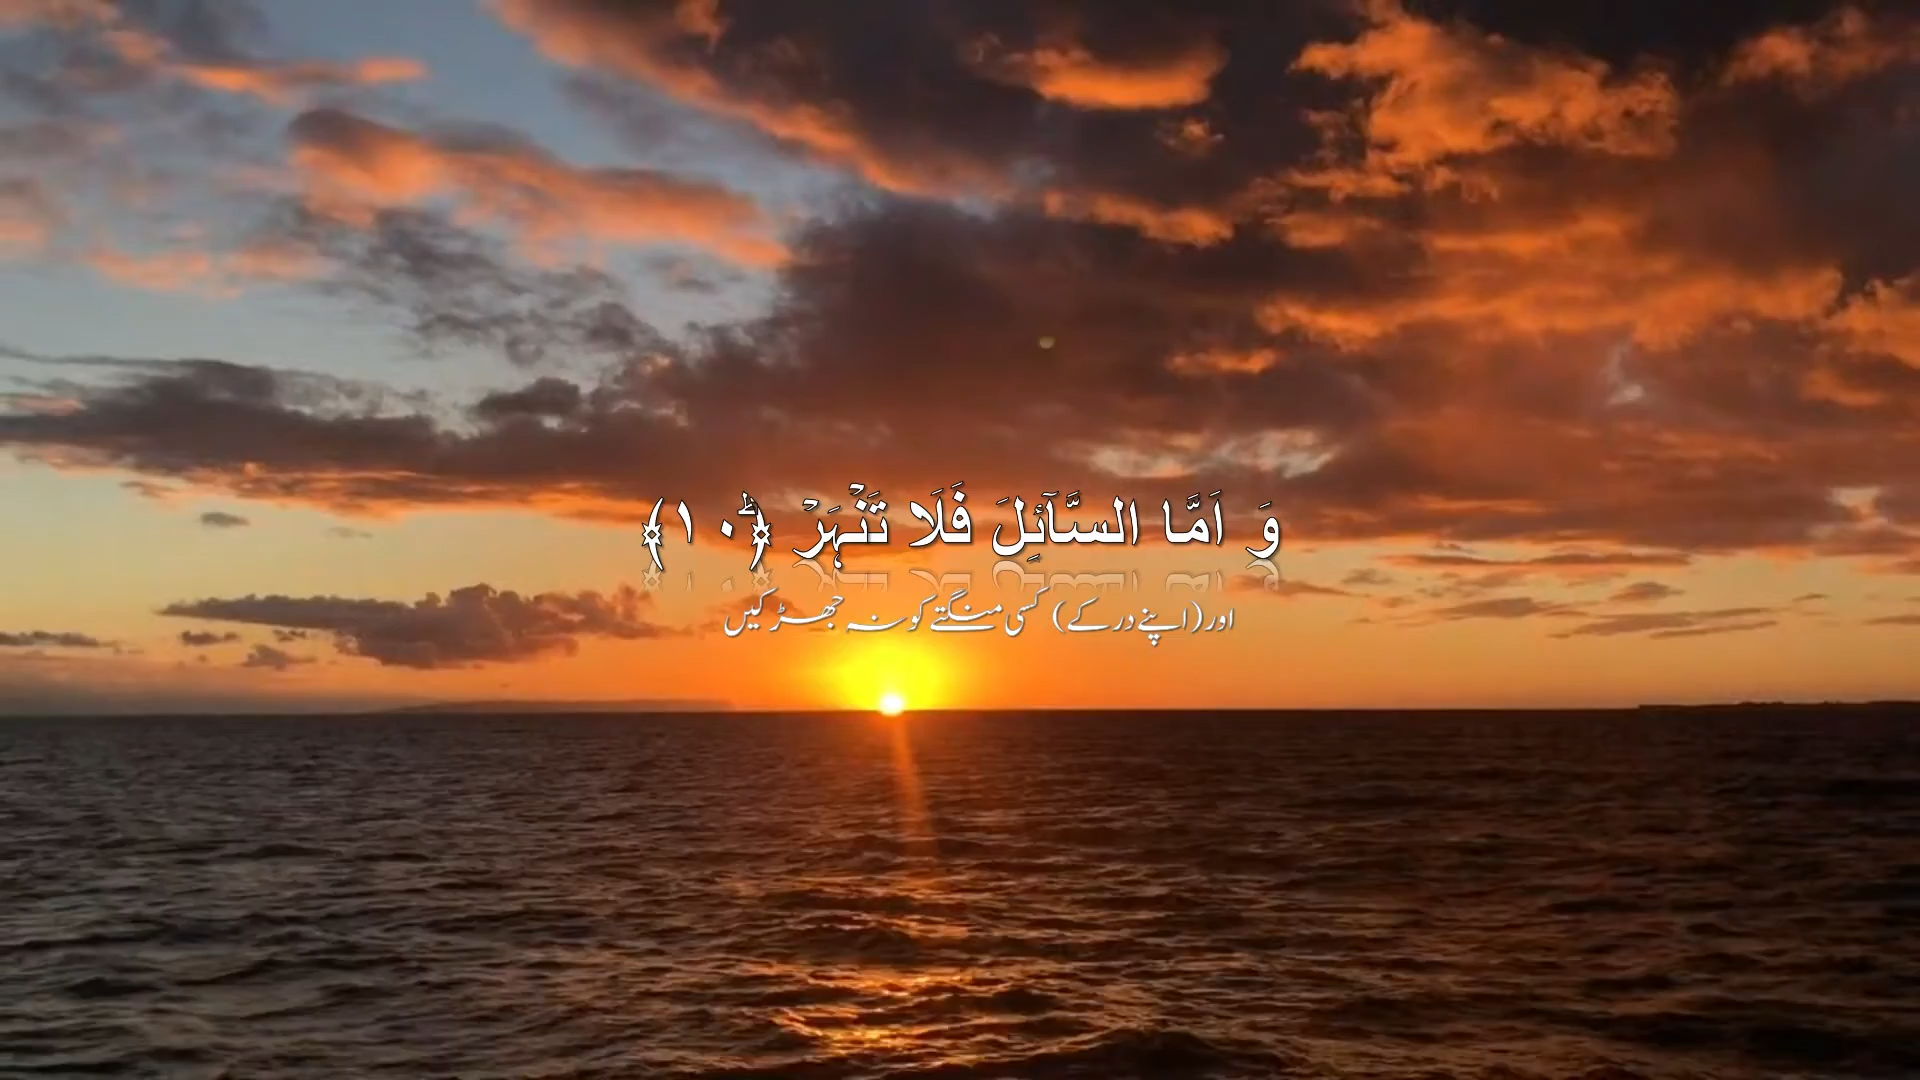 وَ اَمَّا السَّآئِلَ فَلَا تَنْهَرْ ﴿ؕ۱۰﴾
اور (اپنے در کے) کسی منگتے کو نہ جھڑکیں